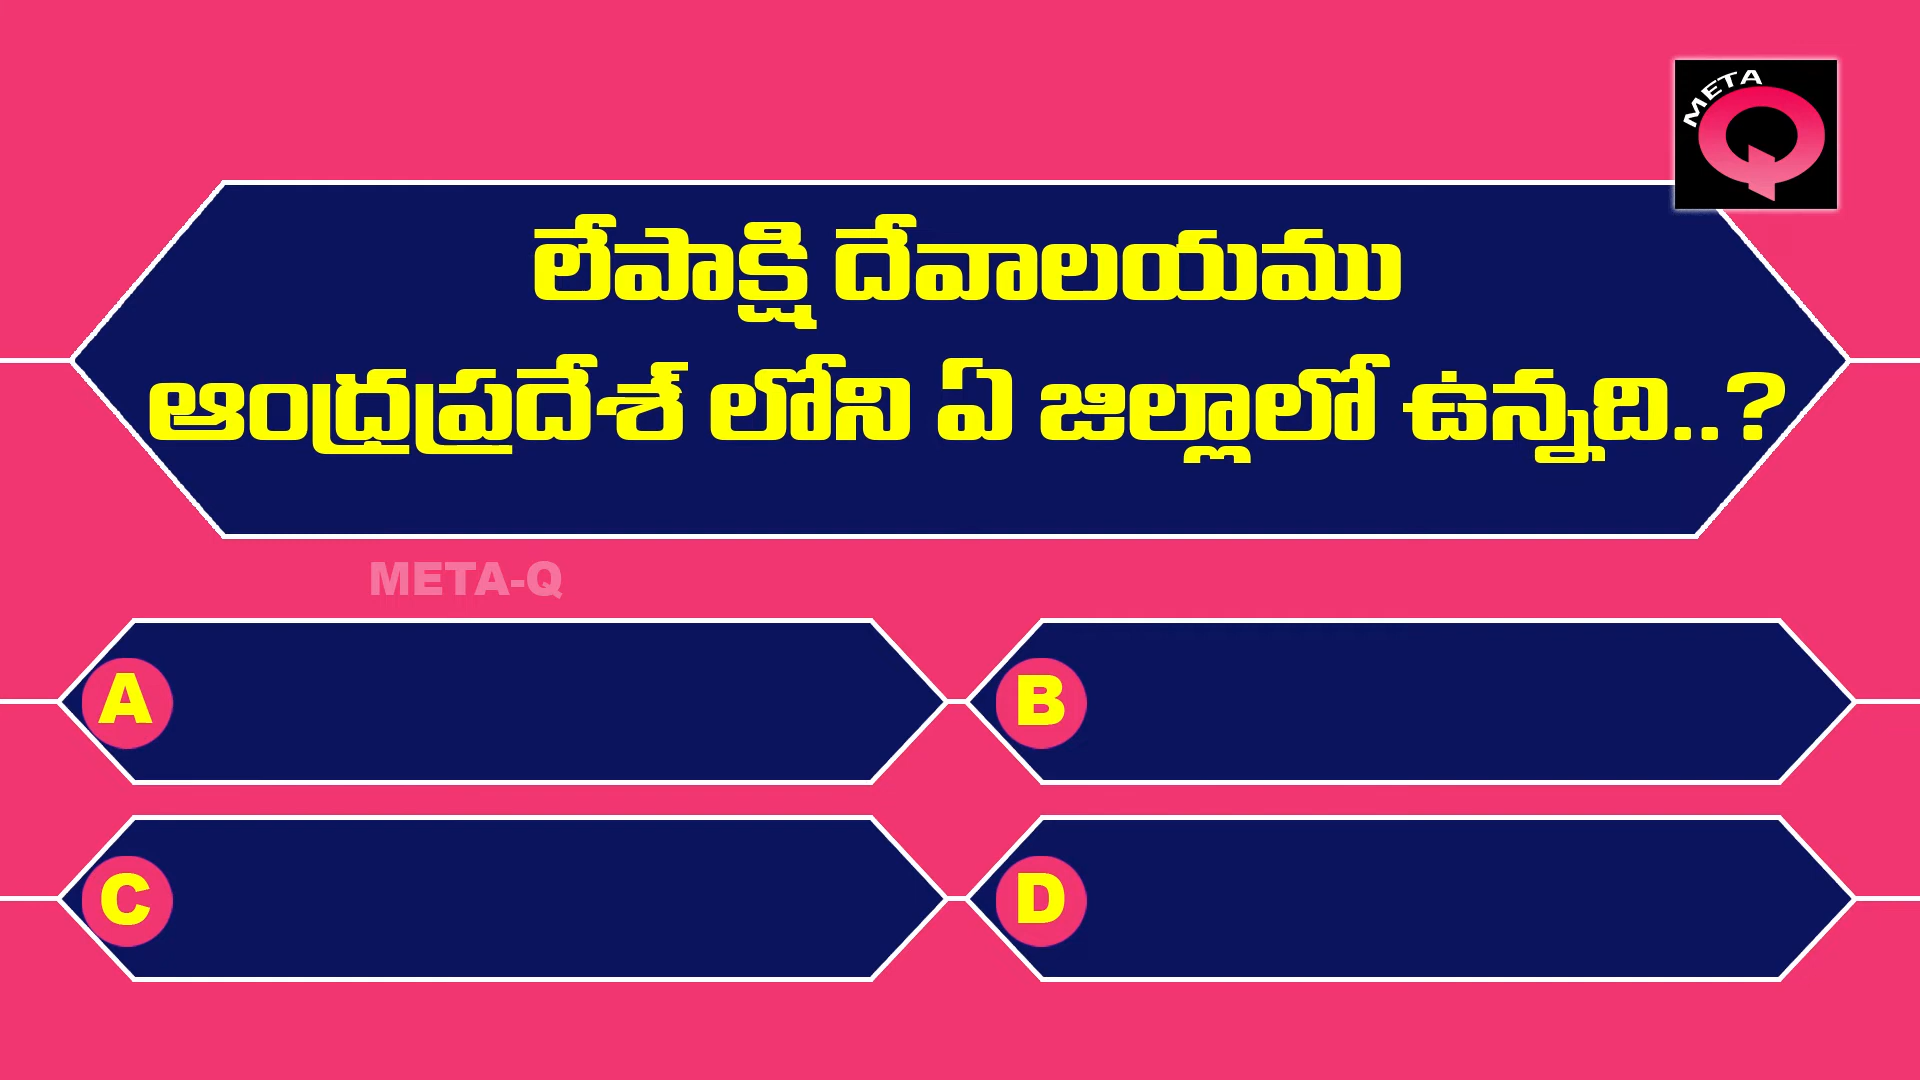 META
Q
లేపాక్షి దేవాలయము
ఆంధ్రప్రదేశ్ లోని ఏ జిల్లాలో ఉన్నది..?
META-Q
A
B
C
D